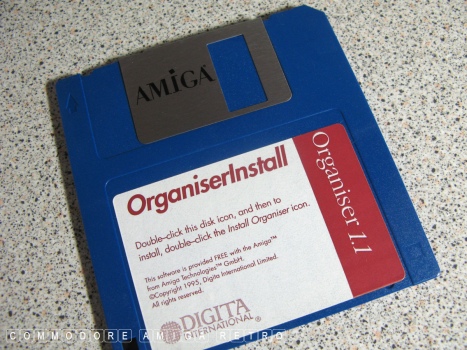 AMIGA
OrganiserInstall
Organiser 1.1
Double-click this disk icon, and then to
install, double-click the Install Organiser icon.
This software is provided FREE with the Amiga™
from Amiga Technologies™ GmbH.
©Copyright 1995, Digita International Limited.
All rights reserved.
DIGITA
INTERNATIONAL®
COMMODORE AMIGA RETRO